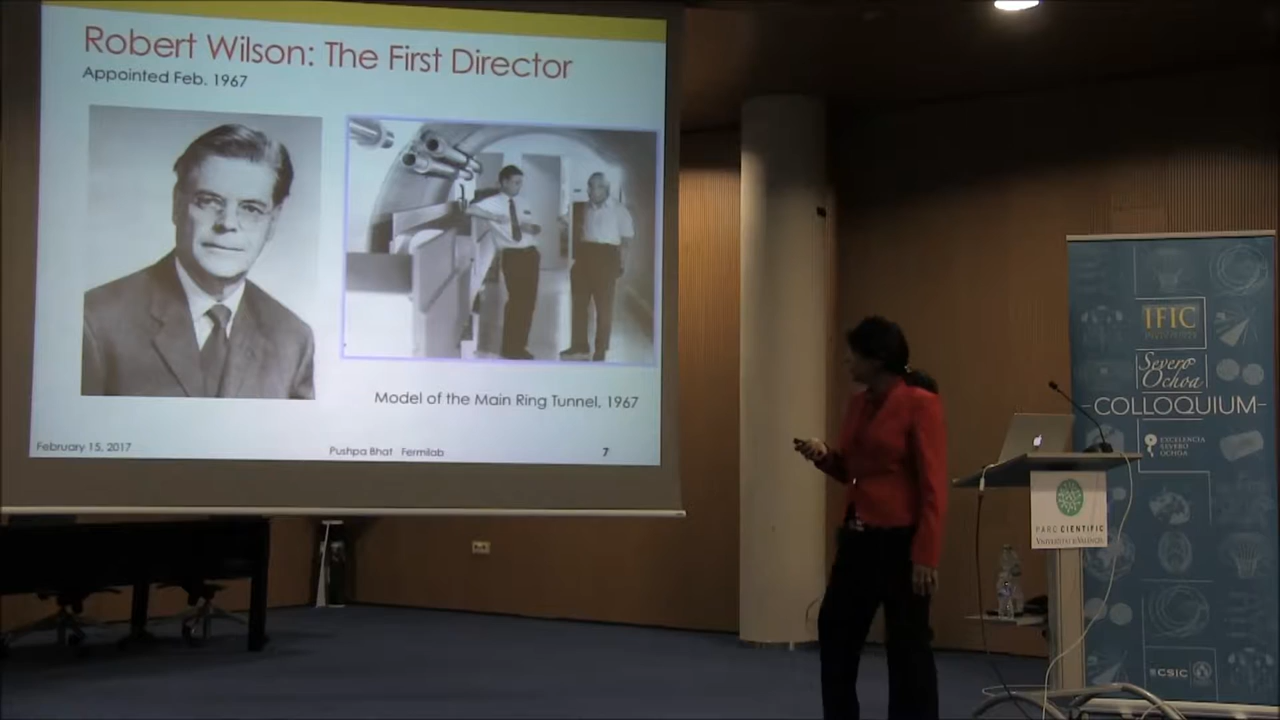 Robert Wilson: The First Director
Appointed Feb. 1967
Model of the Main Ring Tunnel, 1967
February 15, 2017
Pushpa Bhat Fermilab
7
IFIC
Severo
Ochoa
-COLLOQUIUM-
EXCELENCIA
SEVERO
OCHOA
PARC CIENTIFIC
CSIC